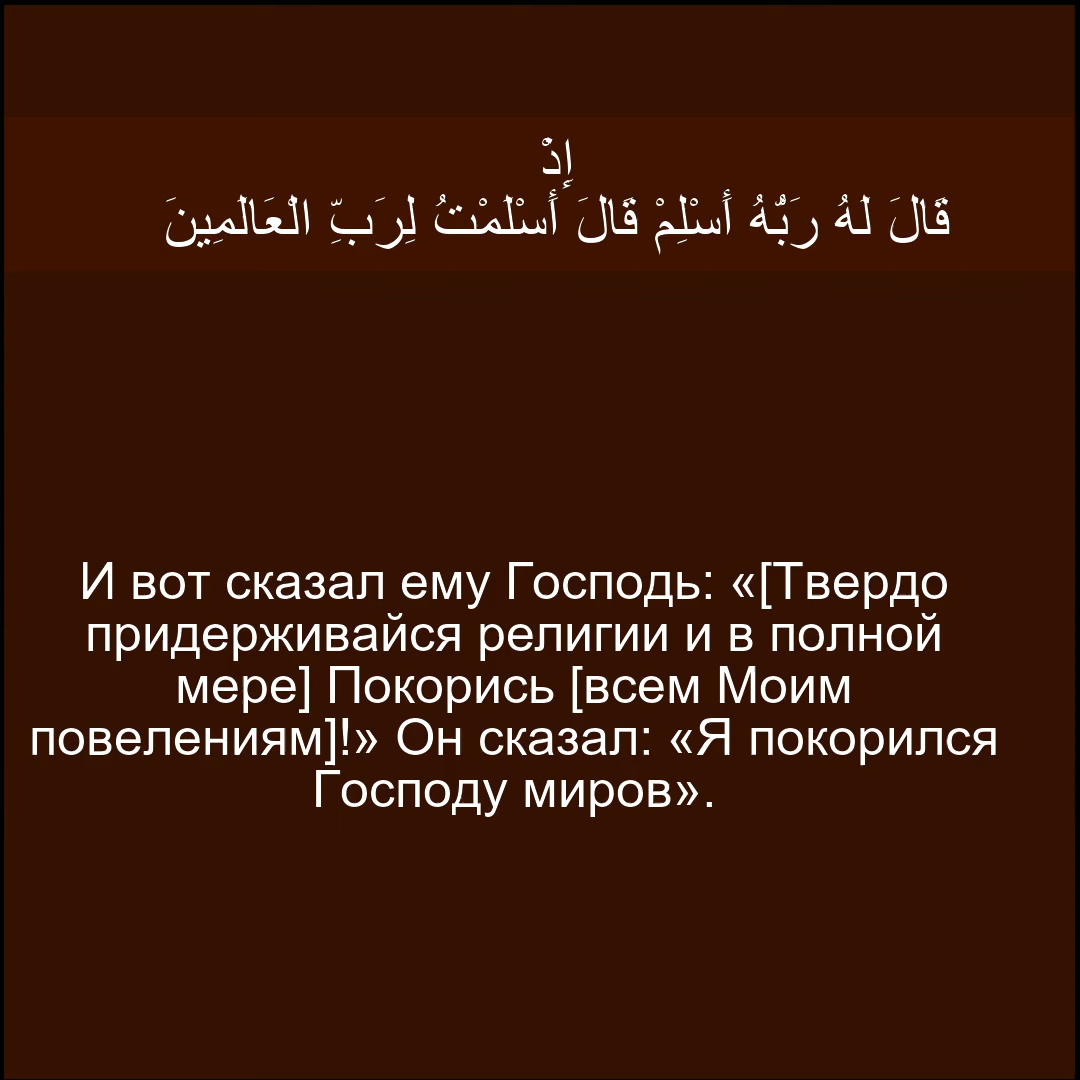 إِذْ
قَالَ لَهُ رَبُّهُ أَسْلِمْ قَالَ أَسْلَمْتُ لِرَبِّ الْعَالَمِينَ
И вот сказал ему Господь: «[Твердо
придерживайся религии и в полной
мере] Покорись [всем Моим
повелениям]!» Он сказал: «Я покорился
Господу миров».